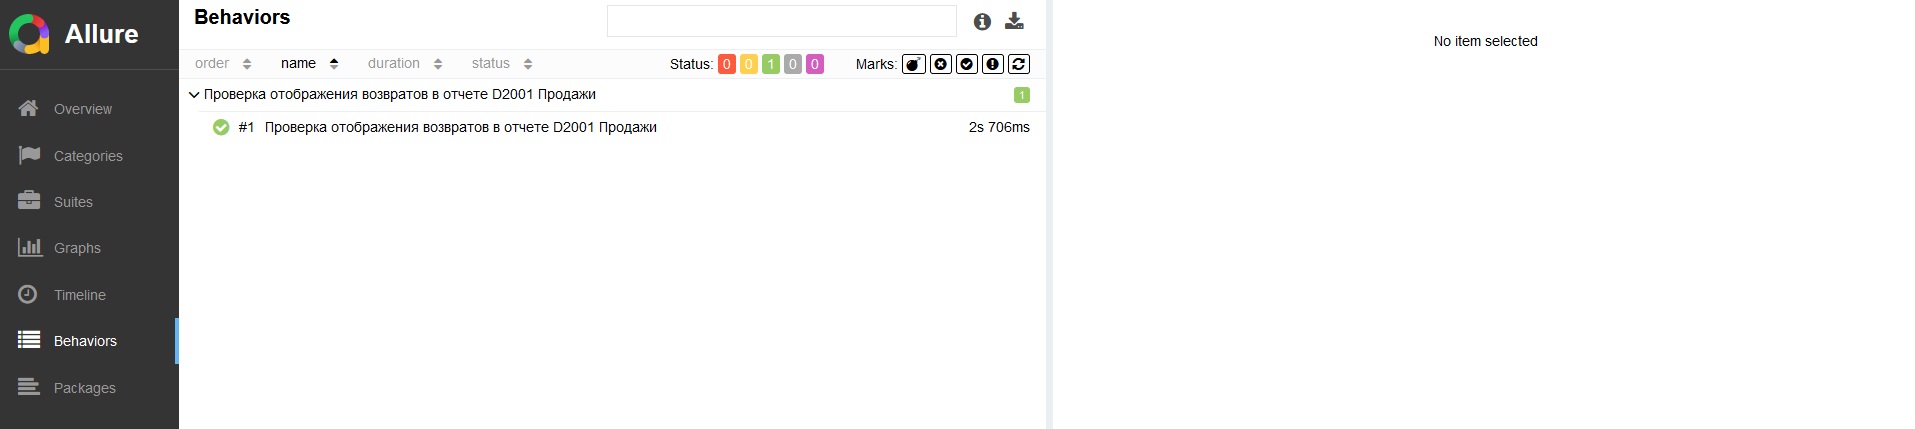 Allure
Overview
Categories
Suites
Graphs
Timeline
Behaviors
Packages
Behaviors
order name duration status Status: 0 0 1 0 0 Marks:
Проверка отображения возвратов в отчете D2001 Продажи 1
#1 Проверка отображения возвратов в отчете D2001 Продажи 2s 706ms
No item selected